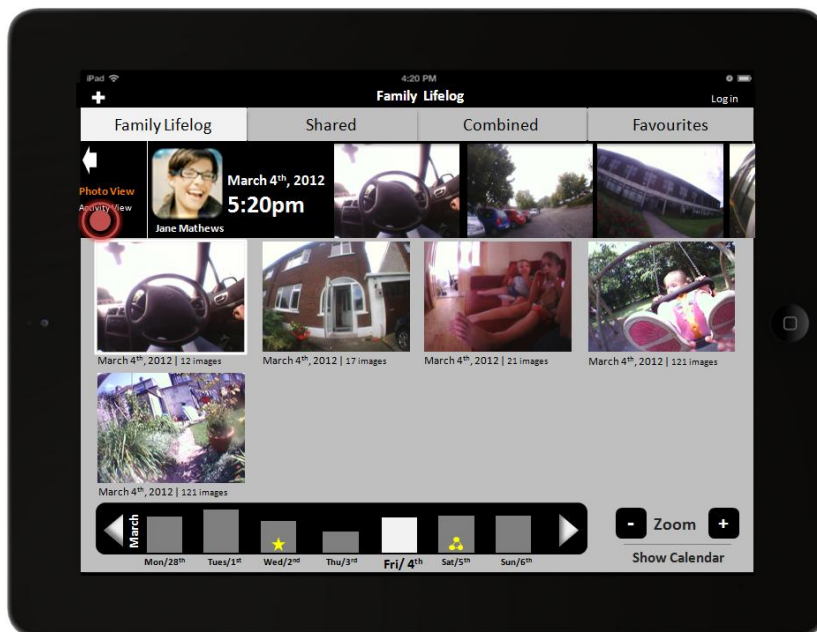 iPad 4:20 PM
Family Lifelog Log in
Family Lifelog Shared Combined Favourites
Photo View
Activity View
March 4th, 2012
5:20pm
Jane Mathews
March 4th, 2012 | 12 images
March 4th, 2012 | 17 images
March 4th, 2012 | 21 images
March 4th, 2012 | 121 images
March 4th, 2012 | 121 images
March
Mon/28th Tues/1st Wed/2nd Thu/3rd Fri/ 4th Sat/5th Sun/6th
- Zoom +
Show Calendar